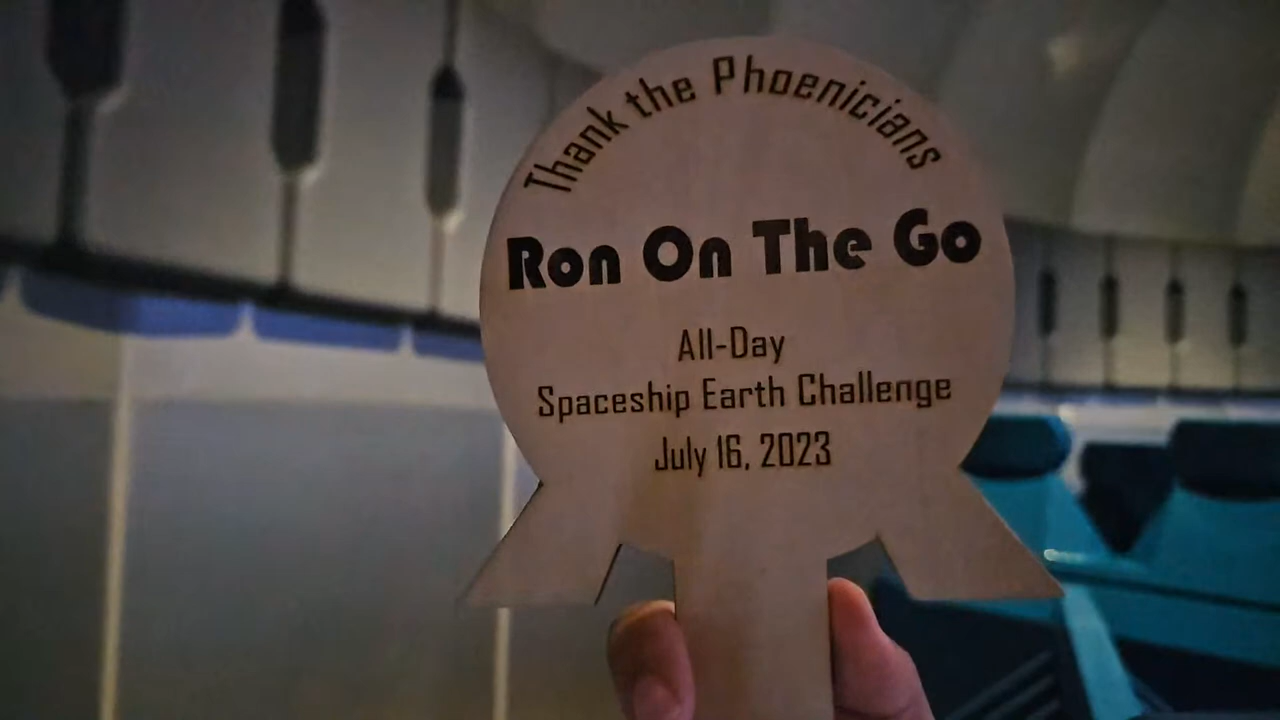 Thank the Phoenicians
Ron On The Go
All-Day
Spaceship Earth Challenge
July 16, 2023